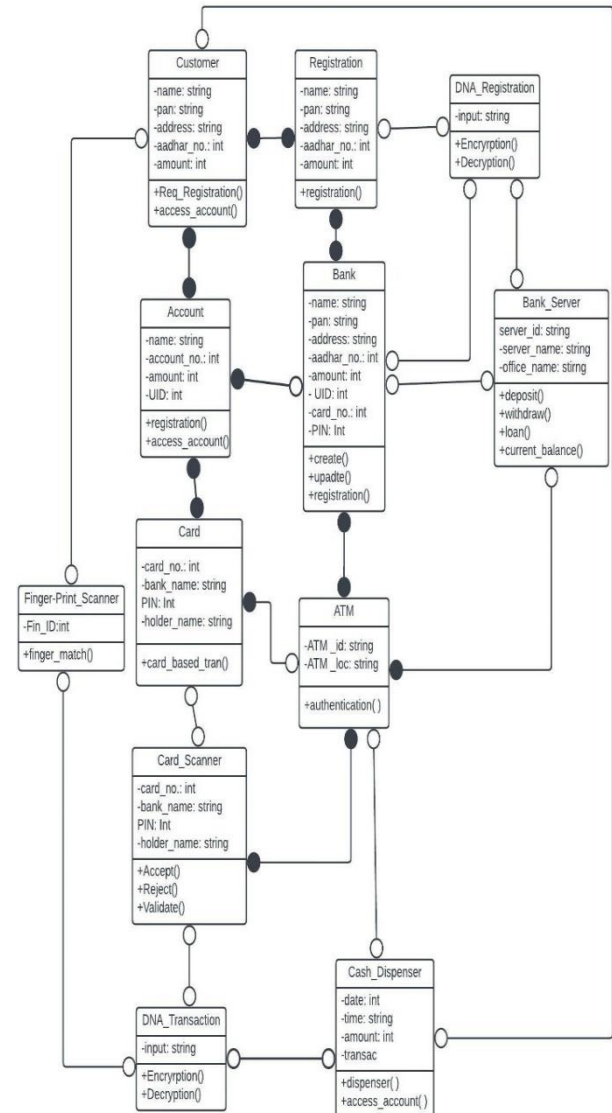 Customer
-name: string
-pan: string
-address: string
-aadhar_no.: int
-amount: int
+Req_Registration()
+access_account()
Registration
-name: string
-pan: string
-address: string
-aadhar_no.: int
-amount: int
+registration()
DNA_Registration
-input: string
+Encyrption()
+Decryption()
Account
-name: string
-account_no.: int
-amount: int
-UID: int
+registration()
+access_account()
Bank
-name: string
-pan: string
-address: string
-aadhar_no.: int
-amount: int
- UID: int
-card_no.: int
-PIN: Int
+create()
+upadte()
+registration()
Bank_Server
server_id: string
-server_name: string
-office_name: stirng
+deposit()
+withdraw()
+loan()
+current_balance()
Card
-card_no.: int
-bank_name: string
PIN: Int
-holder_name: string
+card_based_tran()
Finger-Print_Scanner
-Fin_ID:int
+finger_match()
ATM
-ATM _id: string
-ATM _loc: string
+authentication( )
Card_Scanner
-card_no.: int
-bank_name: string
PIN: Int
-holder_name: string
+Accept()
+Reject()
+Validate()
DNA_Transaction
-input: string
+Encyrption()
+Decryption()
Cash_Dispenser
-date: int
-time: string
-amount: int
-transac
+dispenser( )
+access_account( )